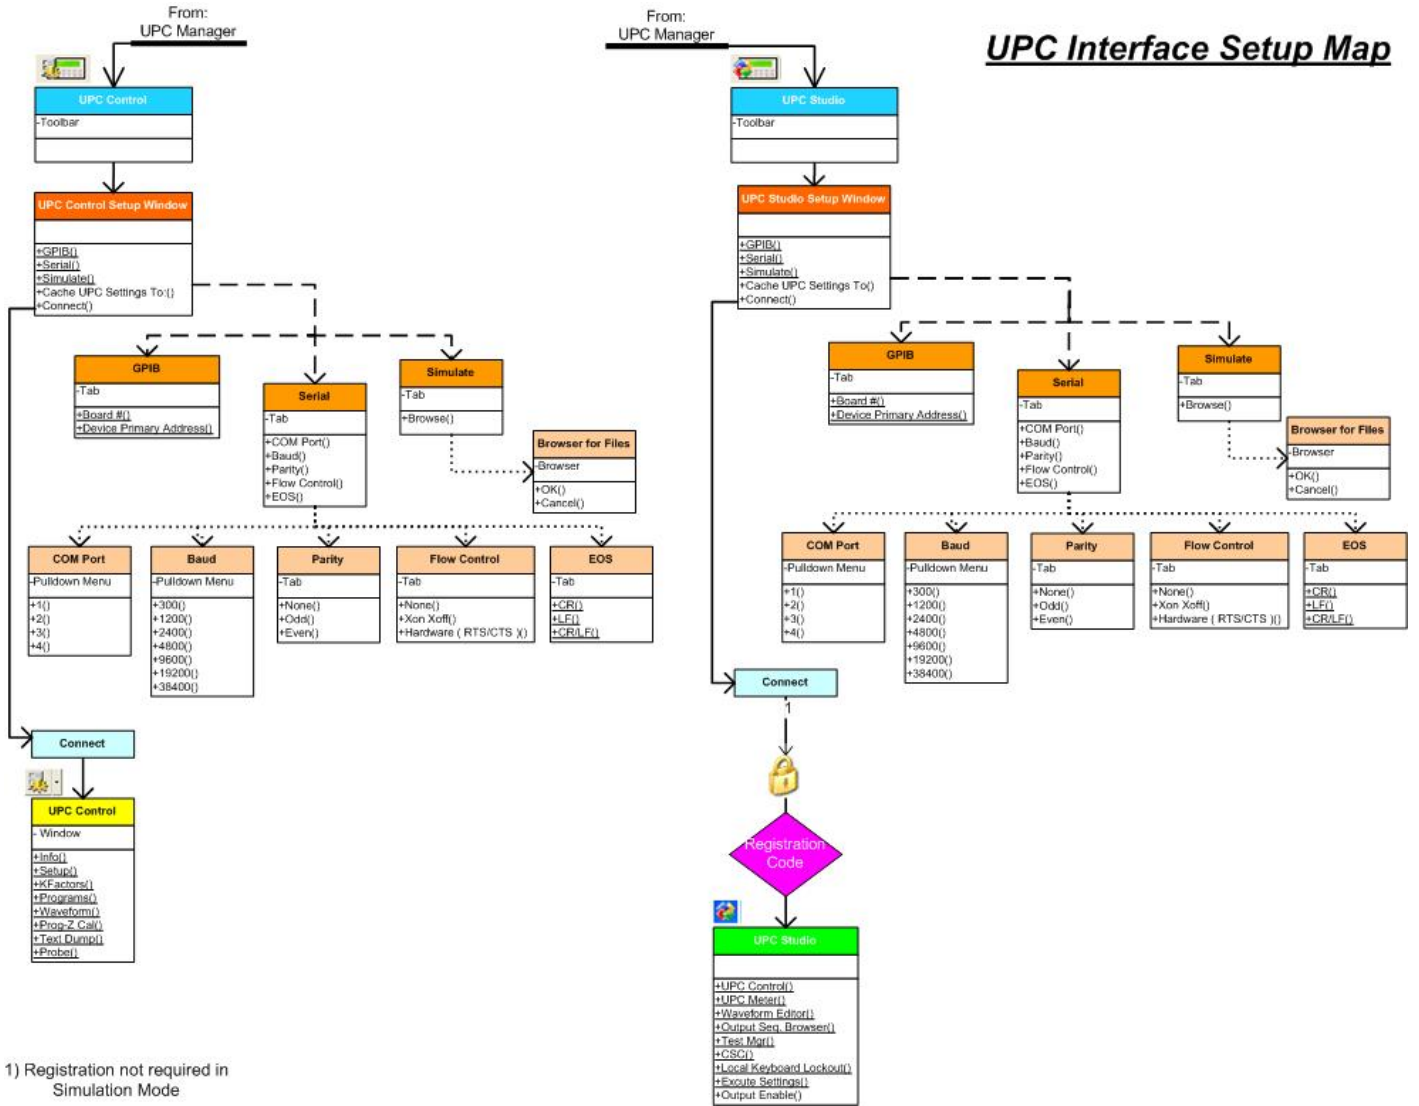 From:
UPC Manager
From:
UPC Manager
UPC Interface Setup Map
UPC Control
-Toolbar
UPC Control Setup Window
+GPIB()
+Serial()
+Simulate()
+Cache UPC Settings To:()
+Connect()
GPIB
-Tab
+Board #()
+Device Primary Address()
Serial
-Tab
+COM Port()
+Baud()
+Parity()
+Flow Control()
+EOS()
Simulate
-Tab
+Browse()
Browser for Files
-Browser
+OK()
+Cancel()
COM Port
-Pulldown Menu
+1()
+2()
+3()
+4()
Baud
-Pulldown Menu
+300()
+1200()
+2400()
+4800()
+9600()
+19200()
+38400()
Parity
-Tab
+None()
+Odd()
+Even()
Flow Control
-Tab
+None()
+Xon Xoff()
+Hardware ( RTS/CTS )()
EOS
-Tab
+CR()
+LF()
+CR/LF()
Connect
UPC Control
- Window
+Info()
+Setup()
+KFactors()
+Programs()
+Waveform()
+Prog-Z Cal()
+Text Dump()
+Probe()
1) Registration not required in
Simulation Mode
UPC Studio
-Toolbar
UPC Studio Setup Window
+GPIB()
+Serial()
+Simulate()
+Cache UPC Settings To()
+Connect()
GPIB
-Tab
+Board #()
+Device Primary Address()
Serial
-Tab
+COM Port()
+Baud()
+Parity()
+Flow Control()
+EOS()
Simulate
-Tab
+Browse()
Browser for Files
-Browser
+OK()
+Cancel()
COM Port
-Pulldown Menu
+1()
+2()
+3()
+4()
Baud
-Pulldown Menu
+300()
+1200()
+2400()
+4800()
+9600()
+19200()
+38400()
Parity
-Tab
+None()
+Odd()
+Even()
Flow Control
-Tab
+None()
+Xon Xoff()
+Hardware ( RTS/CTS )()
EOS
-Tab
+CR()
+LF()
+CR/LF()
Connect
1
Registration
Code
UPC Studio
+UPC Control()
+UPC Meter()
+Waveform Editor()
+Output Seq. Browser()
+Test Mgr()
+CSC()
+Local Keyboard Lockout()
+Excute Settings()
+Output Enable()